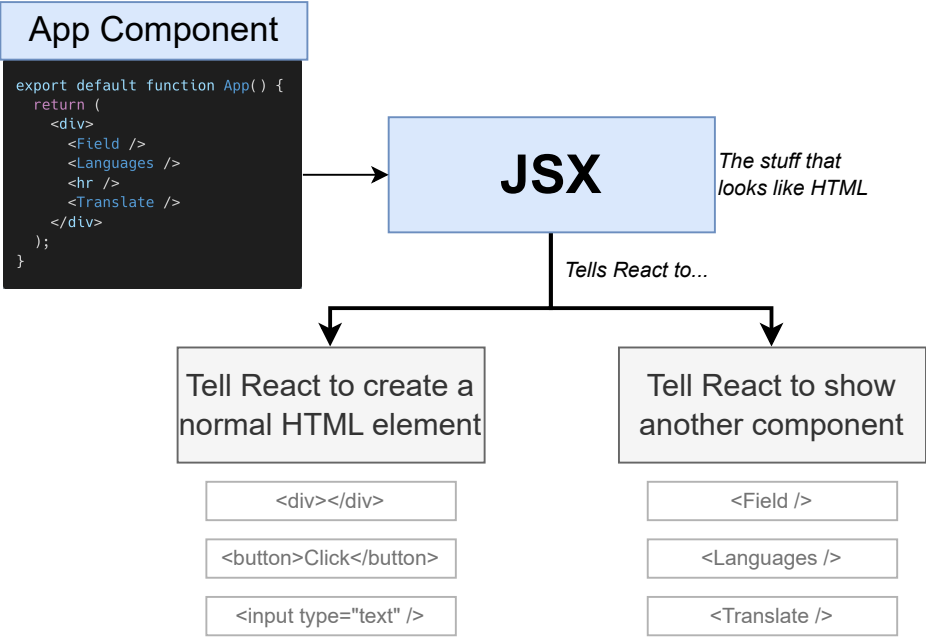 App Component
export default function App() {
  return (
    <div>
      <Field />
      <Languages />
      <hr />
      <Translate />
    </div>
  );
}
JSX
The stuff that
looks like HTML
Tells React to...
Tell React to create a
normal HTML element
<div></div>
<button>Click</button>
<input type="text" />
Tell React to show
another component
<Field />
<Languages />
<Translate />